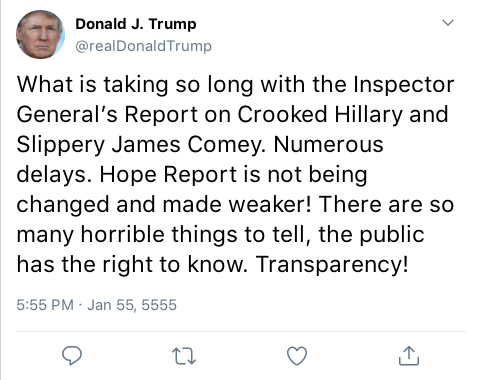 Donald J. Trump
@realDonaldTrump
What is taking so long with the Inspector
General’s Report on Crooked Hillary and
Slippery James Comey. Numerous
delays. Hope Report is not being
changed and made weaker! There are so
many horrible things to tell, the public
has the right to know. Transparency!
5:55 PM · Jan 55, 5555